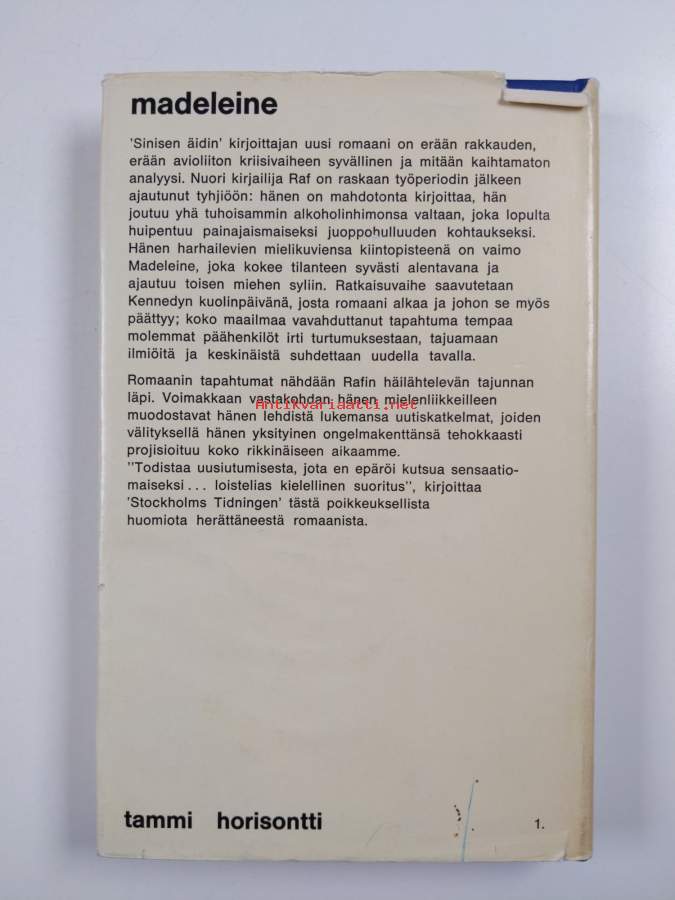 madeleine
'Sinisen äidin' kirjoittajan uusi romaani on erään rakkauden,
erään avioliiton kriisivaiheen syvällinen ja mitään kaihtamaton
analyysi. Nuori kirjailija Raf on raskaan työperiodin jälkeen
ajautunut tyhjiöön: hänen on mahdotonta kirjoittaa, hän
joutuu yhä tuhoisammin alkoholinhimonsa valtaan, joka lopulta
huipentuu painajaismaiseksi juoppohulluuden kohtaukseksi.
Hänen harhailevien mielikuviensa kiintopisteenä on vaimo
Madeleine, joka kokee tilanteen syvästi alentavana ja
ajautuu toisen miehen syliin. Ratkaisuvaihe saavutetaan
Kennedyn kuolinpäivänä, josta romaani alkaa ja johon se myös
päättyy; koko maailmaa vavahduttanut tapahtuma tempaa
molemmat päähenkilöt irti turtumuksestaan, tajuamaan
ilmiöitä ja keskinäistä suhdettaan uudella tavalla.
Romaanin tapahtumat nähdään Rafin häilähtelevän tajunnan
läpi. Voimakkaan vastakohdan hänen mielenliikkeilleen
Antikvariaatti.net
muodostavat hänen lehdistä lukemansa uutiskatkelmat, joiden
välityksellä hänen yksityinen ongelmakenttänsä tehokkaasti
projisioituu koko rikkinäiseen aikaamme.
"Todistaa uusiutumisesta, jota en epäröi kutsua sensaatio-
maiseksi... loistelias kielellinen suoritus", kirjoittaa
'Stockholms Tidningen' tästä poikkeuksellista
huomiota herättäneestä romaanista.
tammi horisontti 1.